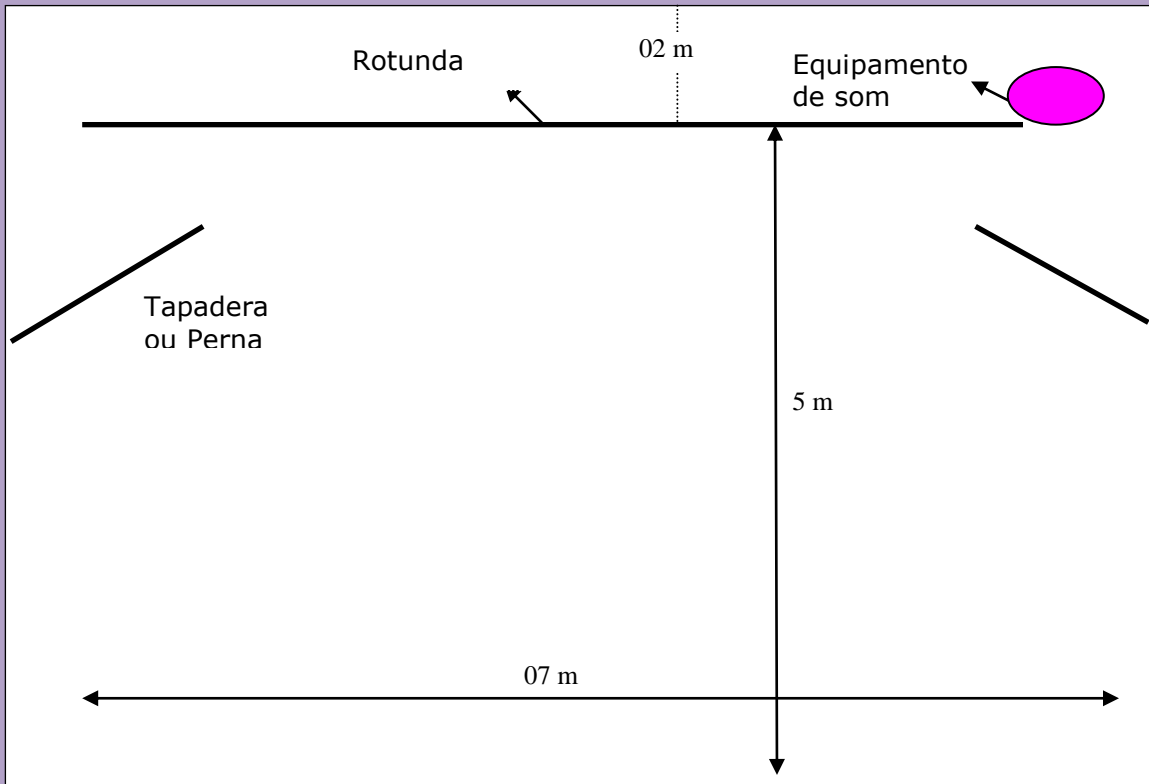 Rotunda
02 m
Equipamento
de som
Tapadera
ou Perna
5 m
07 m